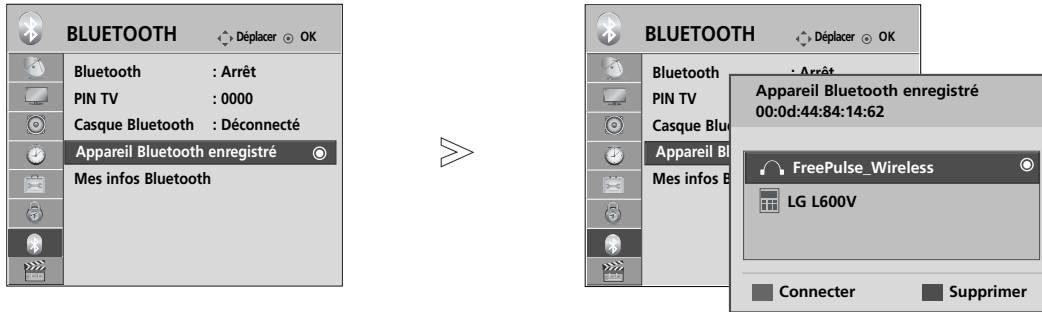 BLUETOOTH Déplacer OK
Bluetooth : Arrêt
PIN TV : 0000
Casque Bluetooth : Déconnecté
Appareil Bluetooth enregistré
Mes infos Bluetooth
BLUETOOTH Déplacer OK
Bluetooth : Arrêt
PIN TV
Casque Blu
Appareil Bl
Mes infos B
Appareil Bluetooth enregistré
00:0d:44:84:14:62
FreePulse_Wireless
LG L600V
Connecter Supprimer